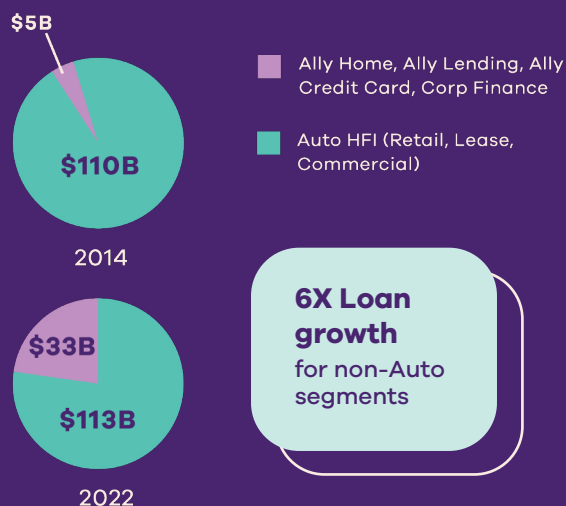 $5B
$110B
2014
Ally Home, Ally Lending, Ally
Credit Card, Corp Finance
Auto HFI (Retail, Lease,
Commercial)
$33B
$113B
2022
6X Loan
growth
for non-Auto
segments